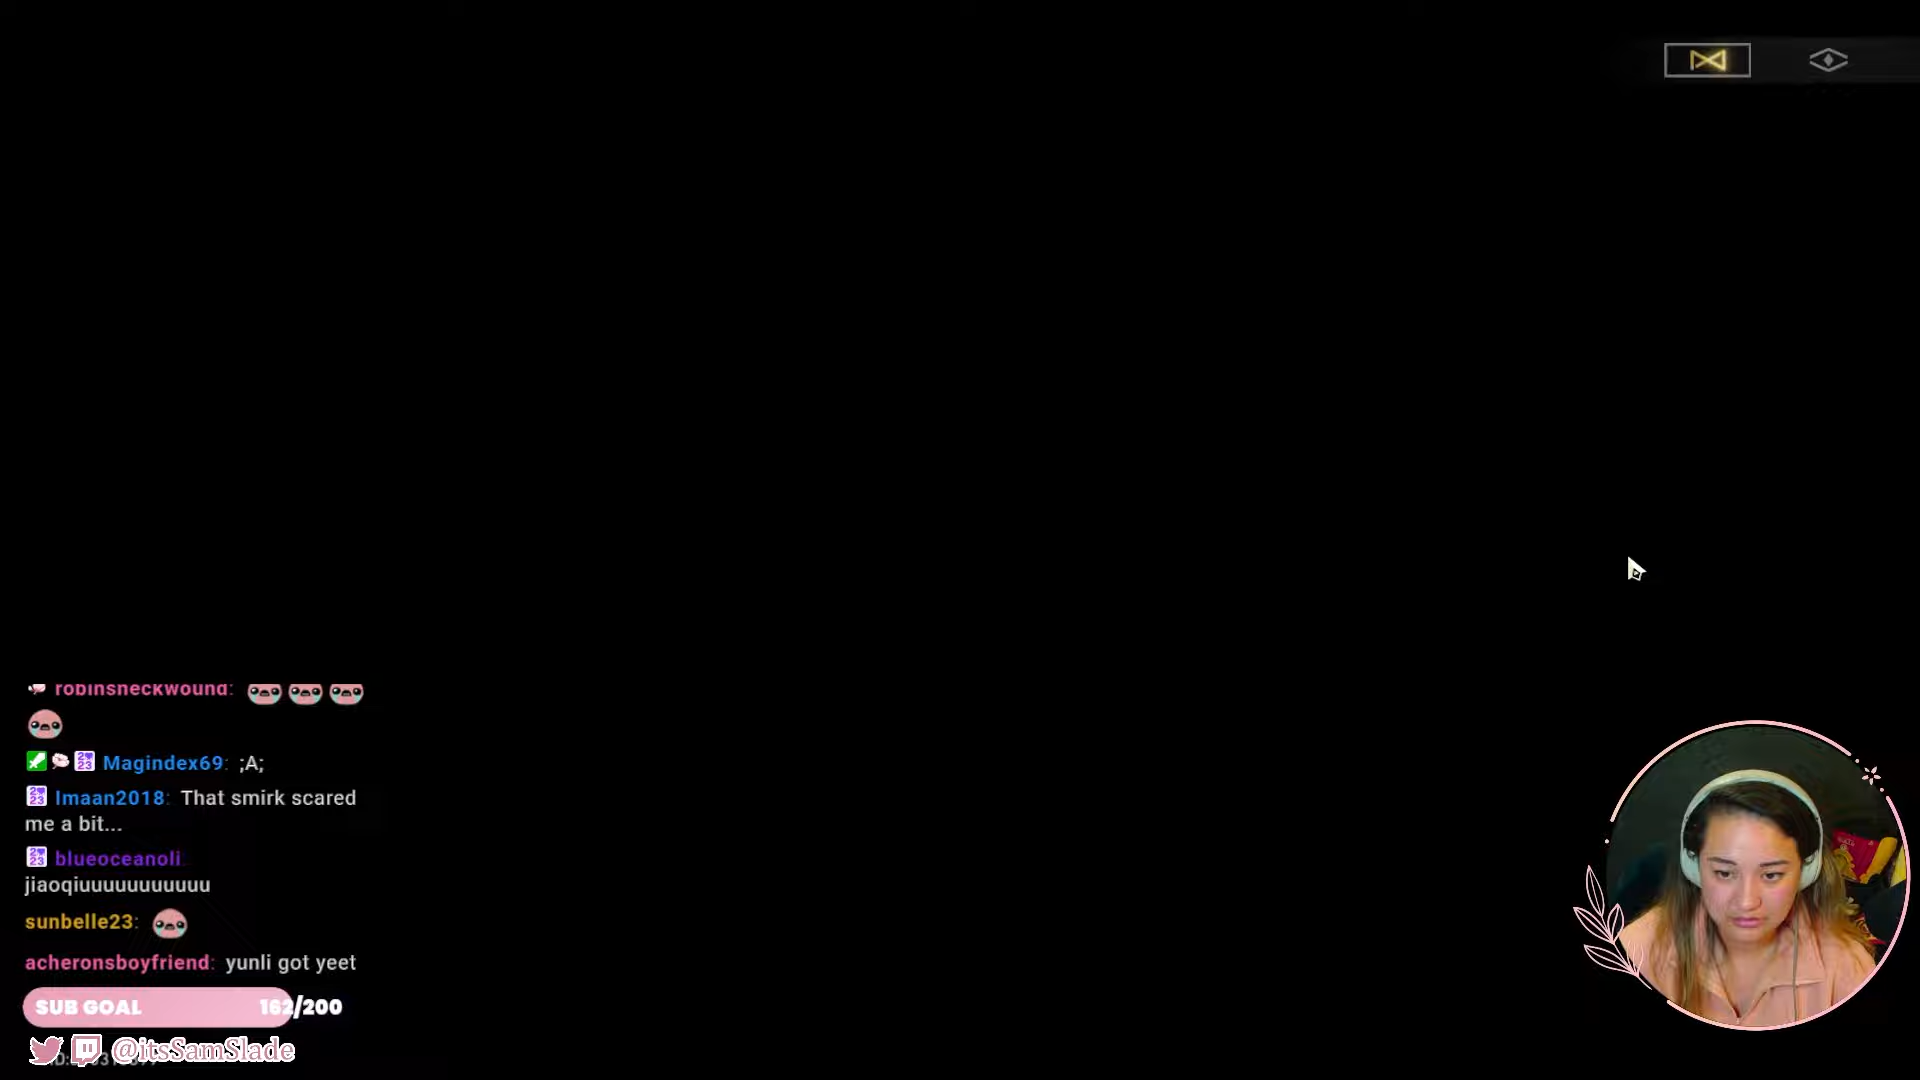 robinsneckwound:
Magindex69: ;A;
Imaan2018: That smirk scared
me a bit...
blueoceanoli:
jiaoqiuuuuuuuuuuu
sunbelle23:
acheronsboyfriend: yunli got yeet
SUB GOAL 162/200
@itsSamSlade